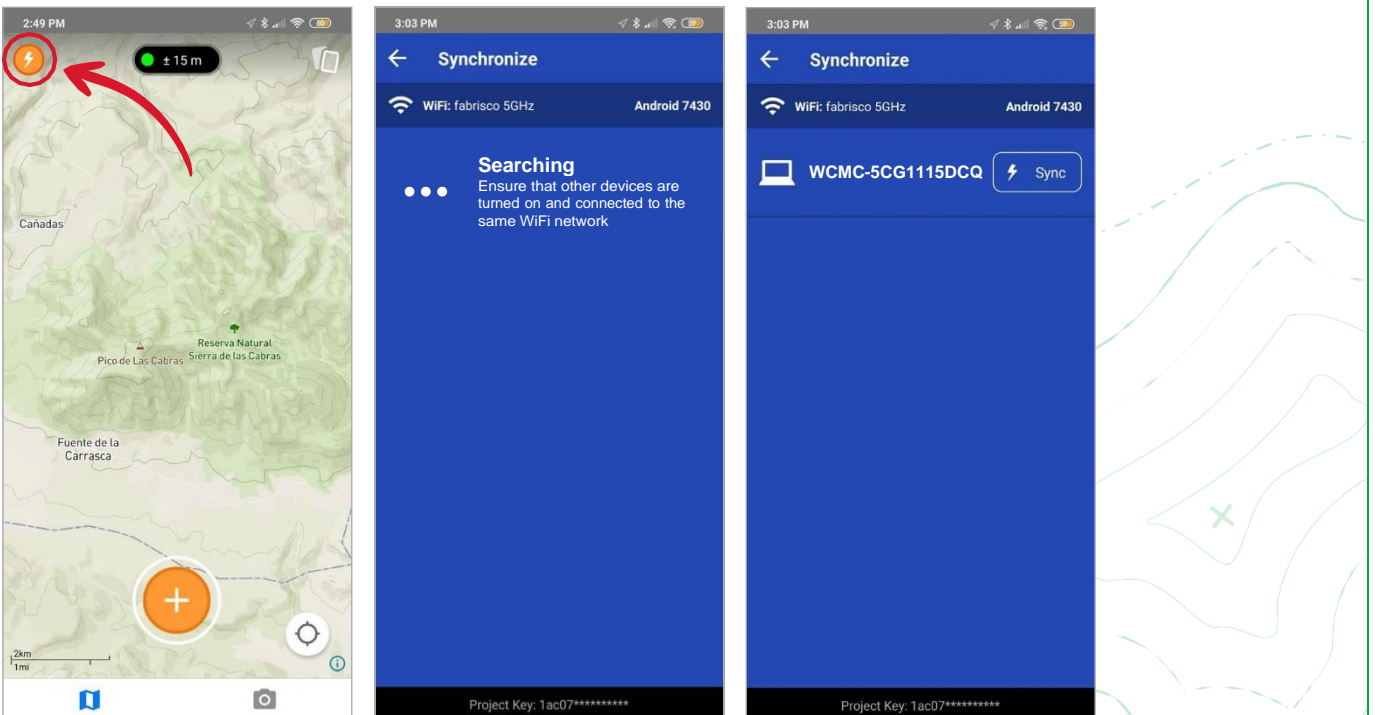 2:49 PM
60
± 15 m
Cañadas
Reserva Natural
Sierra de las Cabras
Pico de Las Cabras
Fuente de la
Carrasca
2km
1mi
3:03 PM
59
Synchronize
WiFi: fabrisco 5GHz
Android 7430
Searching
Ensure that other devices are
turned on and connected to the
same WiFi network
Project Key: 1ac07**********
3:03 PM
59
Synchronize
WiFi: fabrisco 5GHz
Android 7430
WCMC-5CG1115DCQ
Sync
Project Key: 1ac07**********